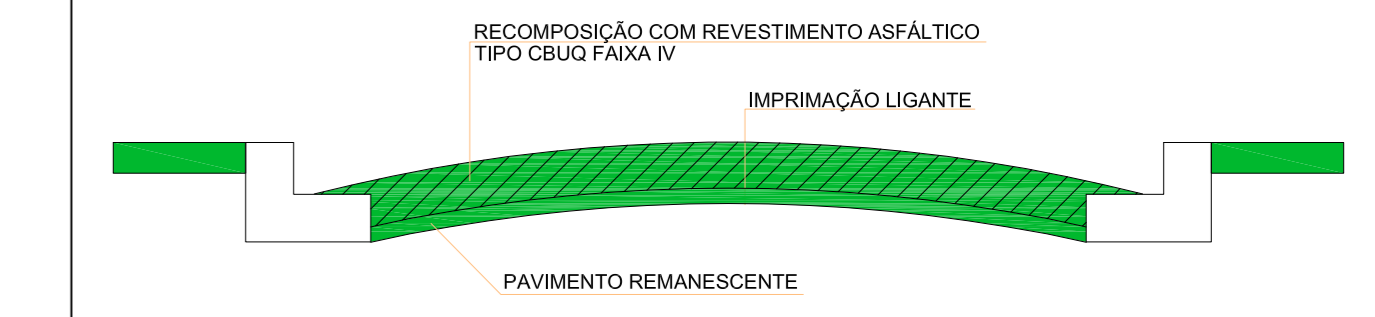 RECOMPOSIÇÃO COM REVESTIMENTO ASFÁLTICO
TIPO CBUQ FAIXA IV
IMPRIMAÇÃO LIGANTE
PAVIMENTO REMANESCENTE